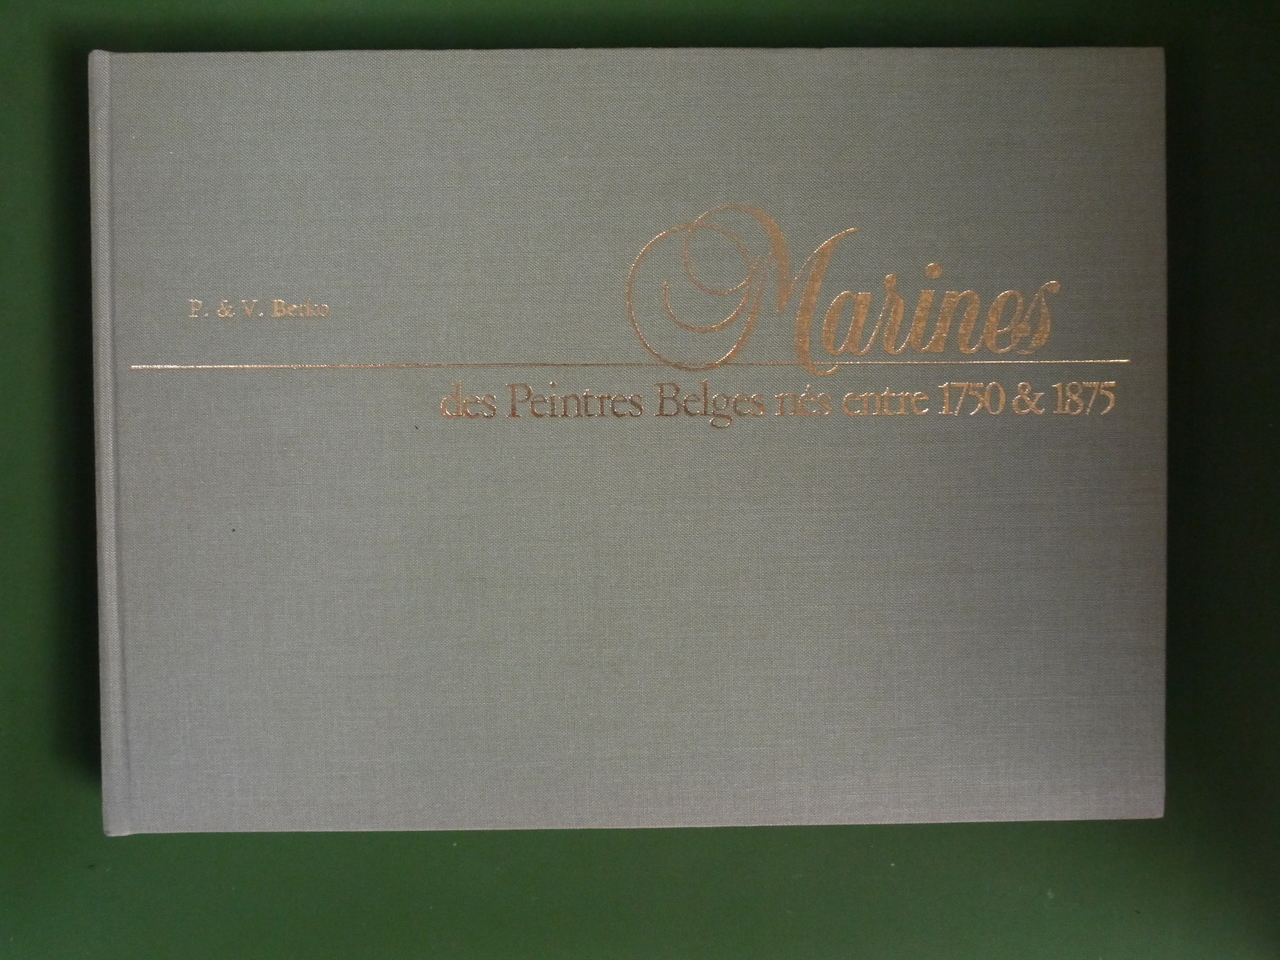 P. & V. Berko
Marines
des Peintres Belges nés entre 1750 & 1875